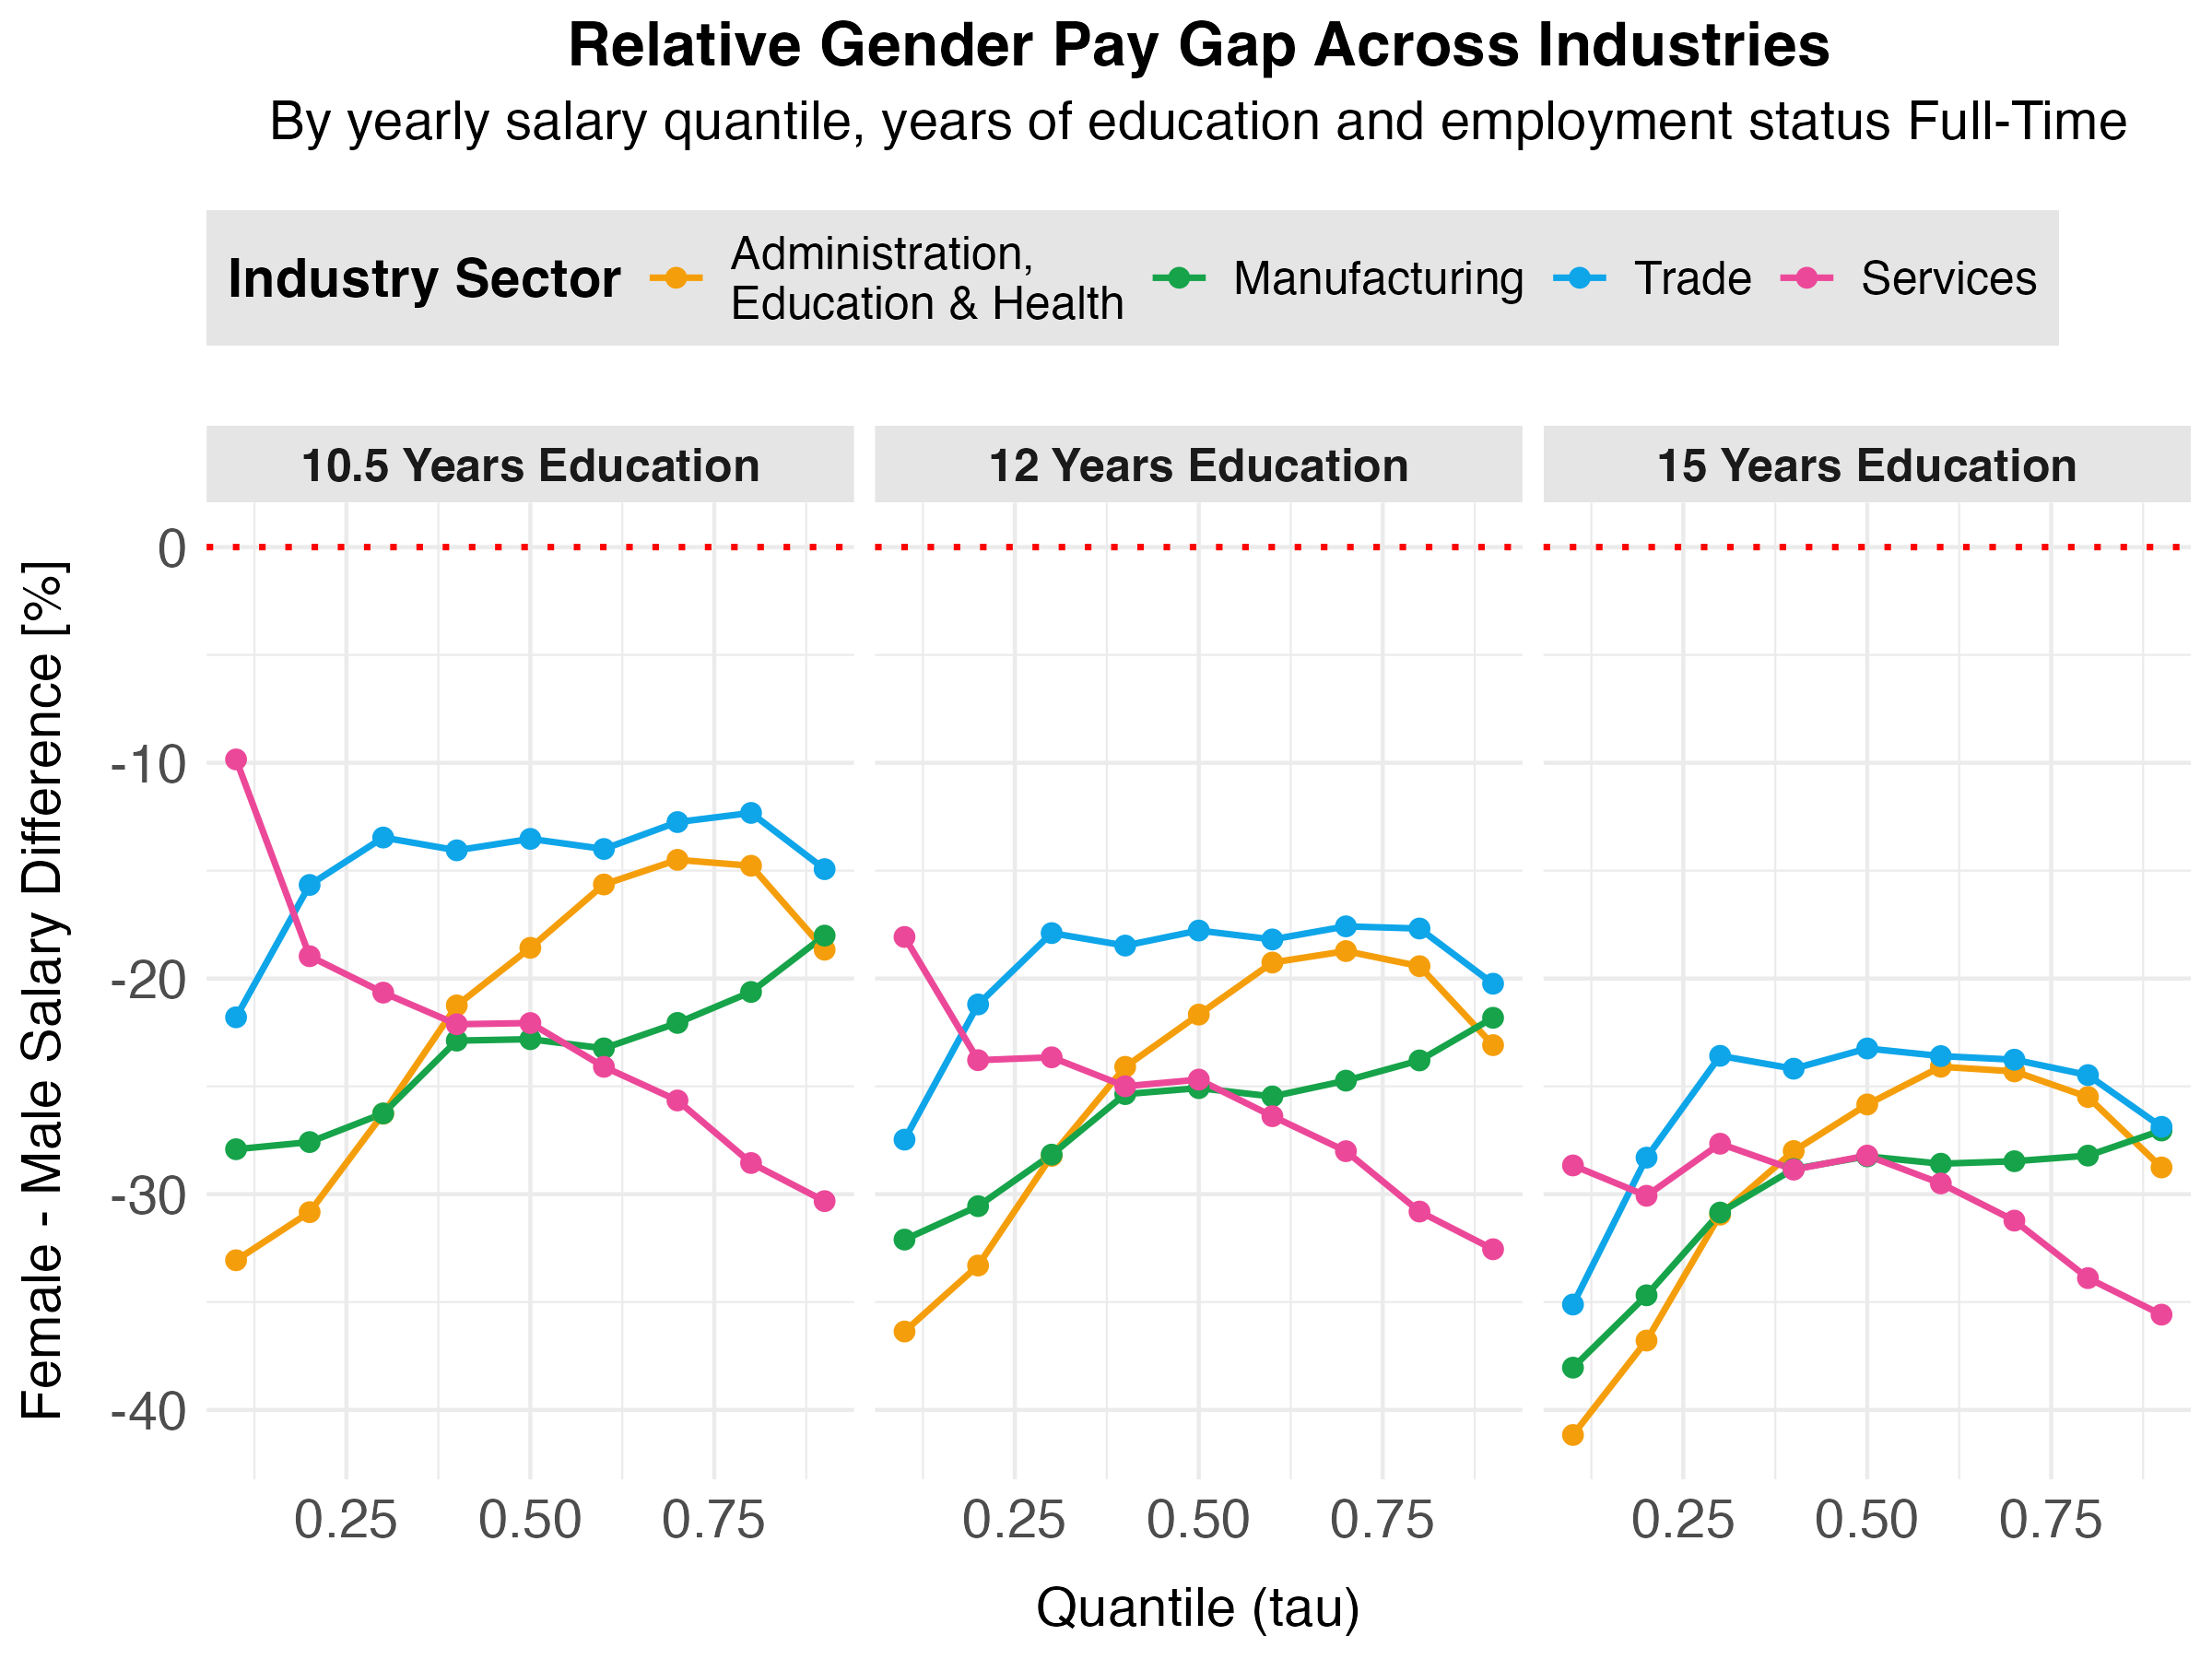 Relative Gender Pay Gap Across Industries
By yearly salary quantile, years of education and employment status Full-Time
Industry Sector
Administration,
Education & Health
Manufacturing
Trade
Services
10.5 Years Education
12 Years Education
15 Years Education
Female - Male Salary Difference [%]
0
-10
-20
-30
-40
0.25 0.50 0.75
0.25 0.50 0.75
0.25 0.50 0.75
Quantile (tau)